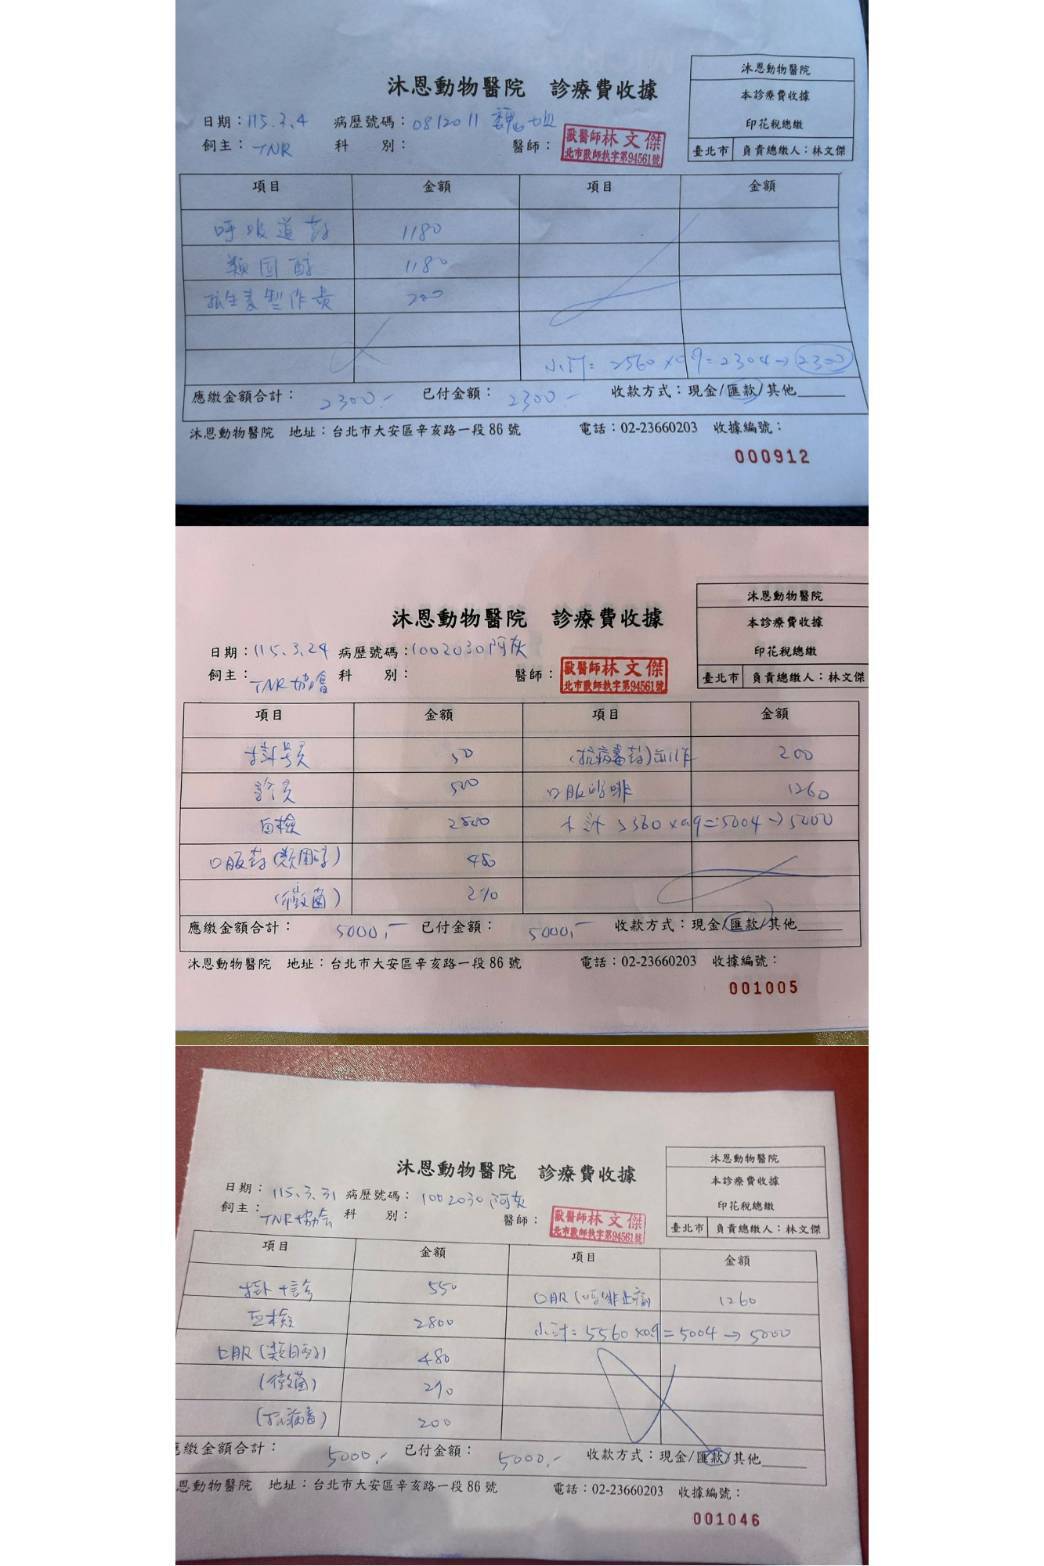 沐恩動物醫院 診療費收據
沐恩動物醫院
本診療費收據
印花稅總繳
臺北市 負責總繳人：林文傑
日期：115.3.4 病歷號碼：0812011
飼主：TNR 科 別： 醫師： 獸醫師林文傑
北市獸師執字第94561號
項目 金額 項目 金額
呼吸道藥 1180
類固醇 1180
抗生素製作費 200
小計= 2560×0.9=2304→2300
應繳金額合計：2300.- 已付金額：2300.- 收款方式：現金/匯款/其他
沐恩動物醫院 地址：台北市大安區辛亥路一段86號 電話：02-23660203 收據編號：
000912
沐恩動物醫院 診療費收據
沐恩動物醫院
本診療費收據
印花稅總繳
臺北市 負責總繳人：林文傑
日期：115.3.24 病歷號碼：1002030阿灰
飼主：TNR協會 科 別： 醫師： 獸醫師林文傑
北市獸師執字第94561號
項目 金額 項目 金額
掛號費 50 (抗病毒藥)製作 200
診費 500 口服嗎啡 1260
血檢 2800 小計 5560×0.9=5004→5000
口服藥(類固醇) 480
(黴菌) 270
應繳金額合計：5000.- 已付金額：5000.- 收款方式：現金/匯款/其他
沐恩動物醫院 地址：台北市大安區辛亥路一段86號 電話：02-23660203 收據編號：
001005
沐恩動物醫院 診療費收據
沐恩動物醫院
本診療費收據
印花稅總繳
臺北市 負責總繳人：林文傑
日期：115.3.31 病歷號碼：1002030阿灰
飼主：TNR協会 科 別： 醫師： 獸醫師林文傑
北市獸師執字第94561號
項目 金額 項目 金額
掛+診 550 口服(嗎啡止痛 1260
血檢 2800 小計=5560×0.9=5004→5000
口服(類固醇) 480
(黴菌) 270
(抗病毒) 200
應繳金額合計：5000.- 已付金額：5000.- 收款方式：現金/匯款/其他
恩動物醫院 地址：台北市大安區辛亥路一段86號 電話：02-23660203 收據編號：
001046